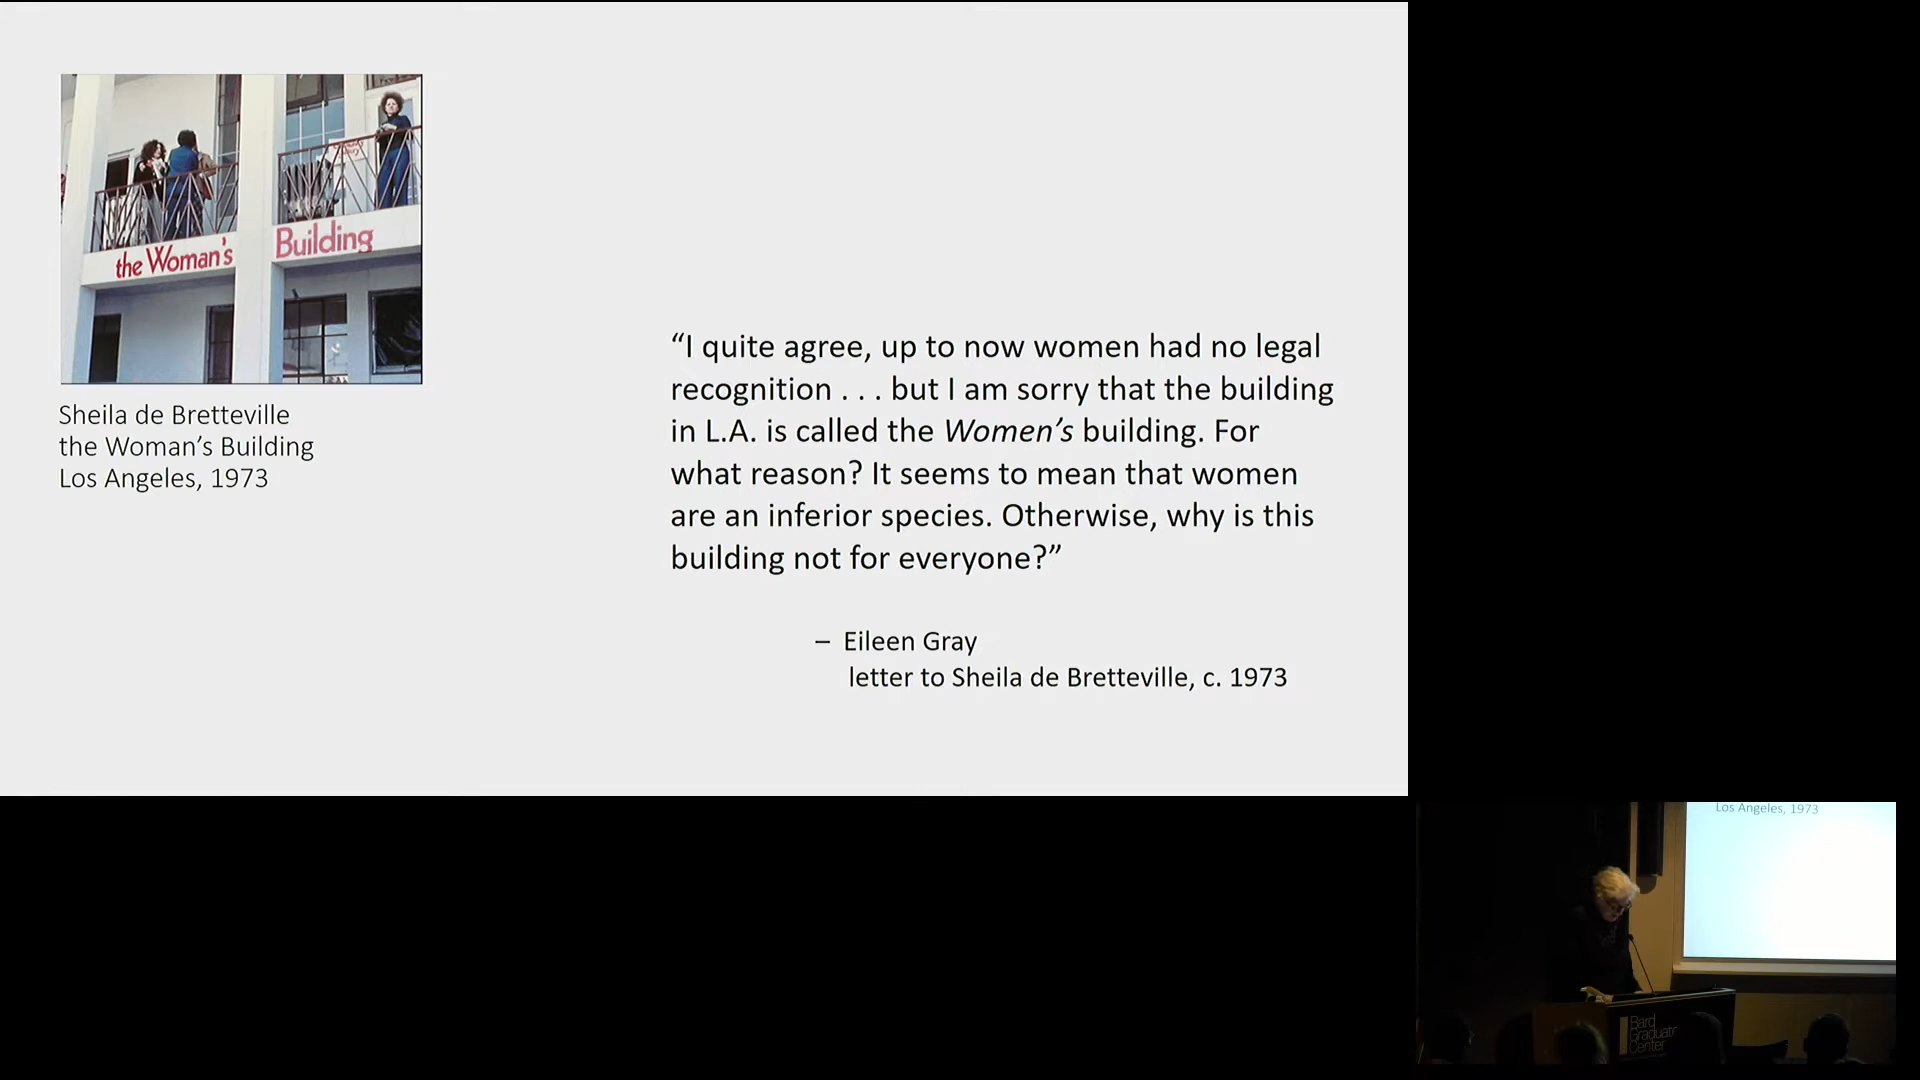 the Woman's Building
Sheila de Bretteville
the Woman's Building
Los Angeles, 1973
“I quite agree, up to now women had no legal
recognition . . . but I am sorry that the building
in L.A. is called the Women's building. For
what reason? It seems to mean that women
are an inferior species. Otherwise, why is this
building not for everyone?”
– Eileen Gray
letter to Sheila de Bretteville, c. 1973
Los Angeles, 1973
Bard
Graduate
Center